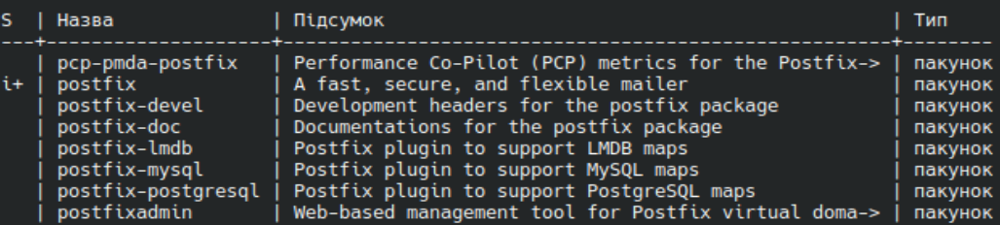 S | Назва | Підсумок | Тип
---+--------------------+------------------------------------------------------+--------
| pcp-pmda-postfix | Performance Co-Pilot (PCP) metrics for the Postfix-> | пакунок
i+ | postfix | A fast, secure, and flexible mailer | пакунок
| postfix-devel | Development headers for the postfix package | пакунок
| postfix-doc | Documentations for the postfix package | пакунок
| postfix-lmdb | Postfix plugin to support LMDB maps | пакунок
| postfix-mysql | Postfix plugin to support MySQL maps | пакунок
| postfix-postgresql | Postfix plugin to support PostgreSQL maps | пакунок
| postfixadmin | Web-based management tool for Postfix virtual doma-> | пакунок